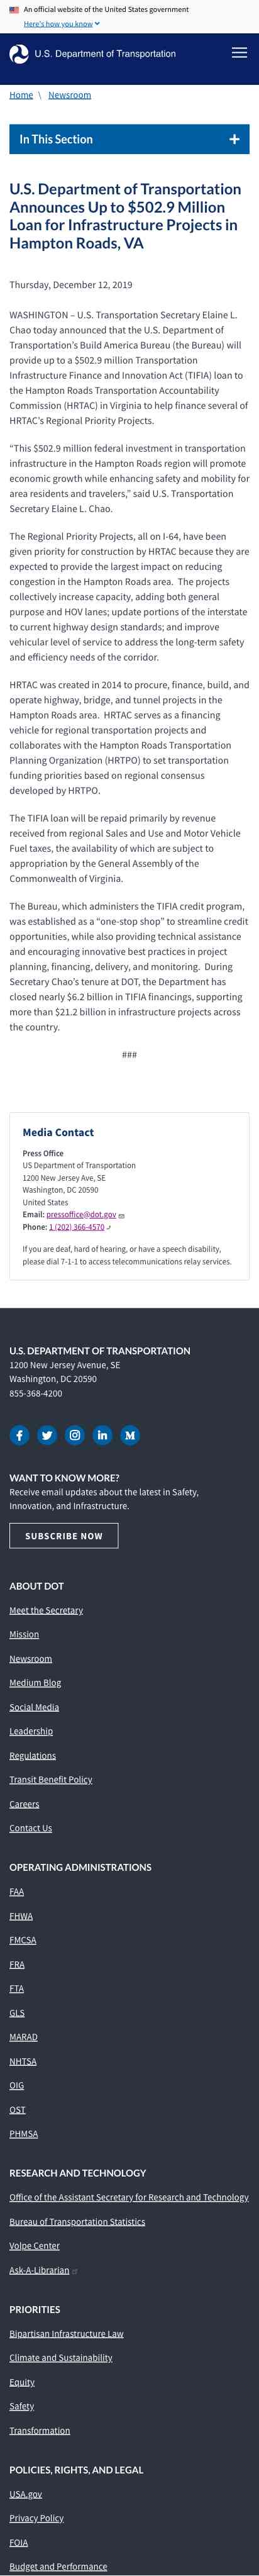 An official website of the United States government
Here's how you know
U.S. Department of Transportation
Home \ Newsroom
In This Section
U.S. Department of Transportation
Announces Up to $502.9 Million
Loan for Infrastructure Projects in
Hampton Roads, VA
Thursday, December 12, 2019
WASHINGTON – U.S. Transportation Secretary Elaine L.
Chao today announced that the U.S. Department of
Transportation's Build America Bureau (the Bureau) will
provide up to a $502.9 million Transportation
Infrastructure Finance and Innovation Act (TIFIA) loan to
the Hampton Roads Transportation Accountability
Commission (HRTAC) in Virginia to help finance several of
HRTAC's Regional Priority Projects.
“This $502.9 million federal investment in transportation
infrastructure in the Hampton Roads region will promote
economic growth while enhancing safety and mobility for
area residents and travelers,” said U.S. Transportation
Secretary Elaine L. Chao.
The Regional Priority Projects, all on I-64, have been
given priority for construction by HRTAC because they are
expected to provide the largest impact on reducing
congestion in the Hampton Roads area.  The projects
collectively increase capacity, adding both general
purpose and HOV lanes; update portions of the interstate
to current highway design standards; and improve
vehicular level of service to address the long-term safety
and efficiency needs of the corridor.
HRTAC was created in 2014 to procure, finance, build, and
operate highway, bridge, and tunnel projects in the
Hampton Roads area.  HRTAC serves as a financing
vehicle for regional transportation projects and
collaborates with the Hampton Roads Transportation
Planning Organization (HRTPO) to set transportation
funding priorities based on regional consensus
developed by HRTPO.
The TIFIA loan will be repaid primarily by revenue
received from regional Sales and Use and Motor Vehicle
Fuel taxes, the availability of which are subject to
appropriation by the General Assembly of the
Commonwealth of Virginia.
The Bureau, which administers the TIFIA credit program,
was established as a “one-stop shop” to streamline credit
opportunities, while also providing technical assistance
and encouraging innovative best practices in project
planning, financing, delivery, and monitoring.  During
Secretary Chao's tenure at DOT, the Department has
closed nearly $6.2 billion in TIFIA financings, supporting
more than $21.2 billion in infrastructure projects across
the country.
###
Media Contact
Press Office
US Department of Transportation
1200 New Jersey Ave, SE
Washington, DC 20590
United States
Email: pressoffice@dot.gov
Phone: 1 (202) 366-4570
If you are deaf, hard of hearing, or have a speech disability,
please dial 7-1-1 to access telecommunications relay services.
U.S. DEPARTMENT OF TRANSPORTATION
1200 New Jersey Avenue, SE
Washington, DC 20590
855-368-4200
WANT TO KNOW MORE?
Receive email updates about the latest in Safety,
Innovation, and Infrastructure.
SUBSCRIBE NOW
ABOUT DOT
Meet the Secretary
Mission
Newsroom
Medium Blog
Social Media
Leadership
Regulations
Transit Benefit Policy
Careers
Contact Us
OPERATING ADMINISTRATIONS
FAA
FHWA
FMCSA
FRA
FTA
GLS
MARAD
NHTSA
OIG
OST
PHMSA
RESEARCH AND TECHNOLOGY
Office of the Assistant Secretary for Research and Technology
Bureau of Transportation Statistics
Volpe Center
Ask-A-Librarian
PRIORITIES
Bipartisan Infrastructure Law
Climate and Sustainability
Equity
Safety
Transformation
POLICIES, RIGHTS, AND LEGAL
USA.gov
Privacy Policy
FOIA
Budget and Performance